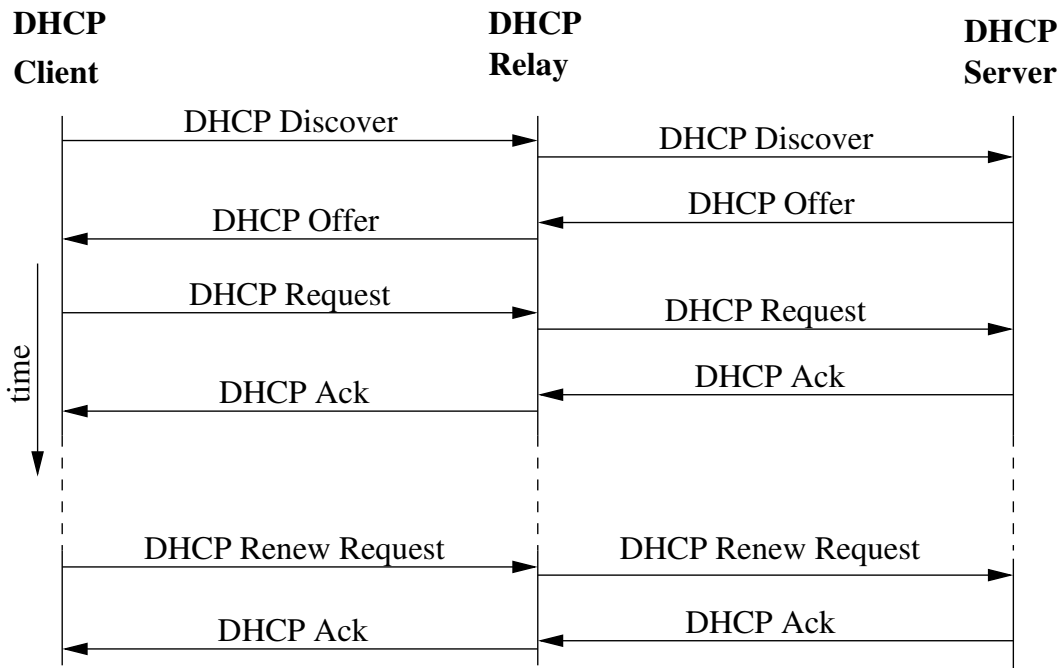 DHCP
Client
DHCP
Relay
DHCP
Server
DHCP Discover
DHCP Discover
DHCP Offer
DHCP Offer
DHCP Request
DHCP Request
time
DHCP Ack
DHCP Ack
DHCP Renew Request
DHCP Renew Request
DHCP Ack
DHCP Ack